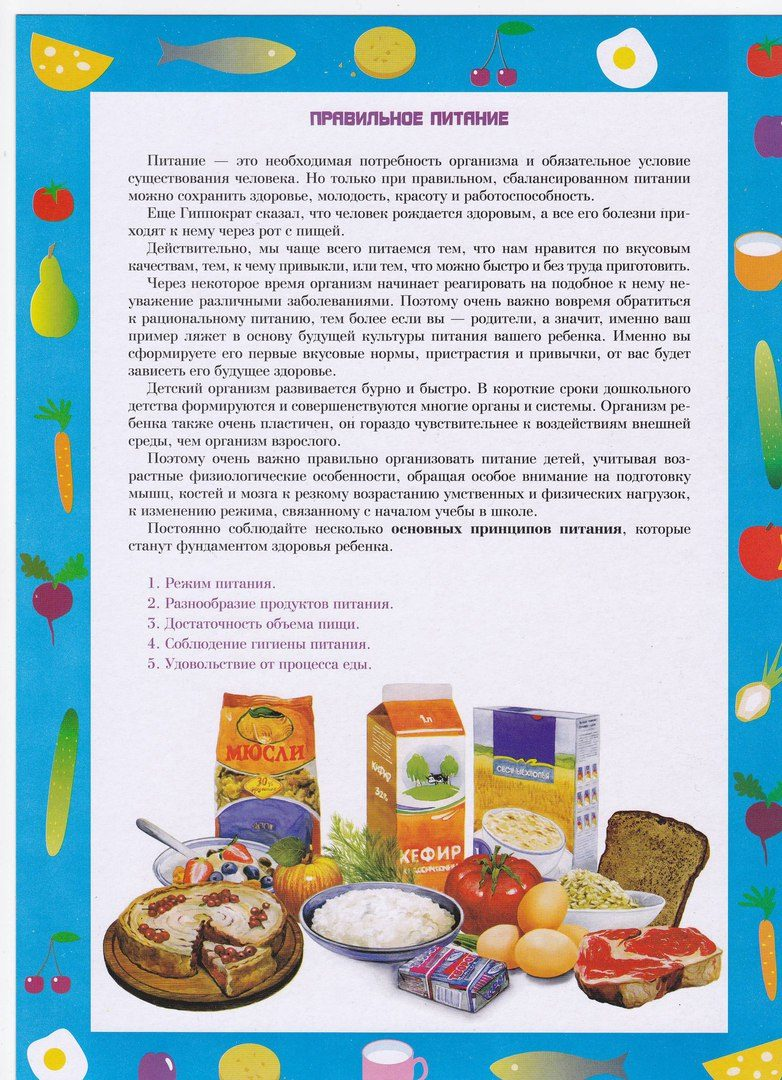 ПРАВИЛЬНОЕ ПИТАНИЕ
Питание — это необходимая потребность организма и обязательное условие
существования человека. Но только при правильном, сбалансированном питании
можно сохранить здоровье, молодость, красоту и работоспособность.
Еще Гиппократ сказал, что человек рождается здоровым, а все его болезни при-
ходят к нему через рот с пищей.
Действительно, мы чаще всего питаемся тем, что нам нравится по вкусовым
качествам, тем, к чему привыкли, или тем, что можно быстро и без труда приготовить.
Через некоторое время организм начинает реагировать на подобное к нему не-
уважение различными заболеваниями. Поэтому очень важно вовремя обратиться
к рациональному питанию, тем более если вы — родители, а значит, именно ваш
пример ляжет в основу будущей культуры питания вашего ребенка. Именно вы
сформируете его первые вкусовые нормы, пристрастия и привычки, от вас будет
зависеть его будущее здоровье.
Детский организм развивается бурно и быстро. В короткие сроки дошкольного
детства формируются и совершенствуются многие органы и системы. Организм ре-
бенка также очень пластичен, он гораздо чувствительнее к воздействиям внешней
среды, чем организм взрослого.
Поэтому очень важно правильно организовать питание детей, учитывая воз-
растные физиологические особенности, обращая особое внимание на подготовку
мышц, костей и мозга к резкому возрастанию умственных и физических нагрузок,
к изменению режима, связанному с началом учебы в школе.
Постоянно соблюдайте несколько основных принципов питания, которые
станут фундаментом здоровья ребенка.
1. Режим питания.
2. Разнообразие продуктов питания.
3. Достаточность объема пищи.
4. Соблюдение гигиены питания.
5. Удовольствие от процесса еды.
МЮСЛИ
30
400г
1л
КЕФИР
32%
КЕФИР